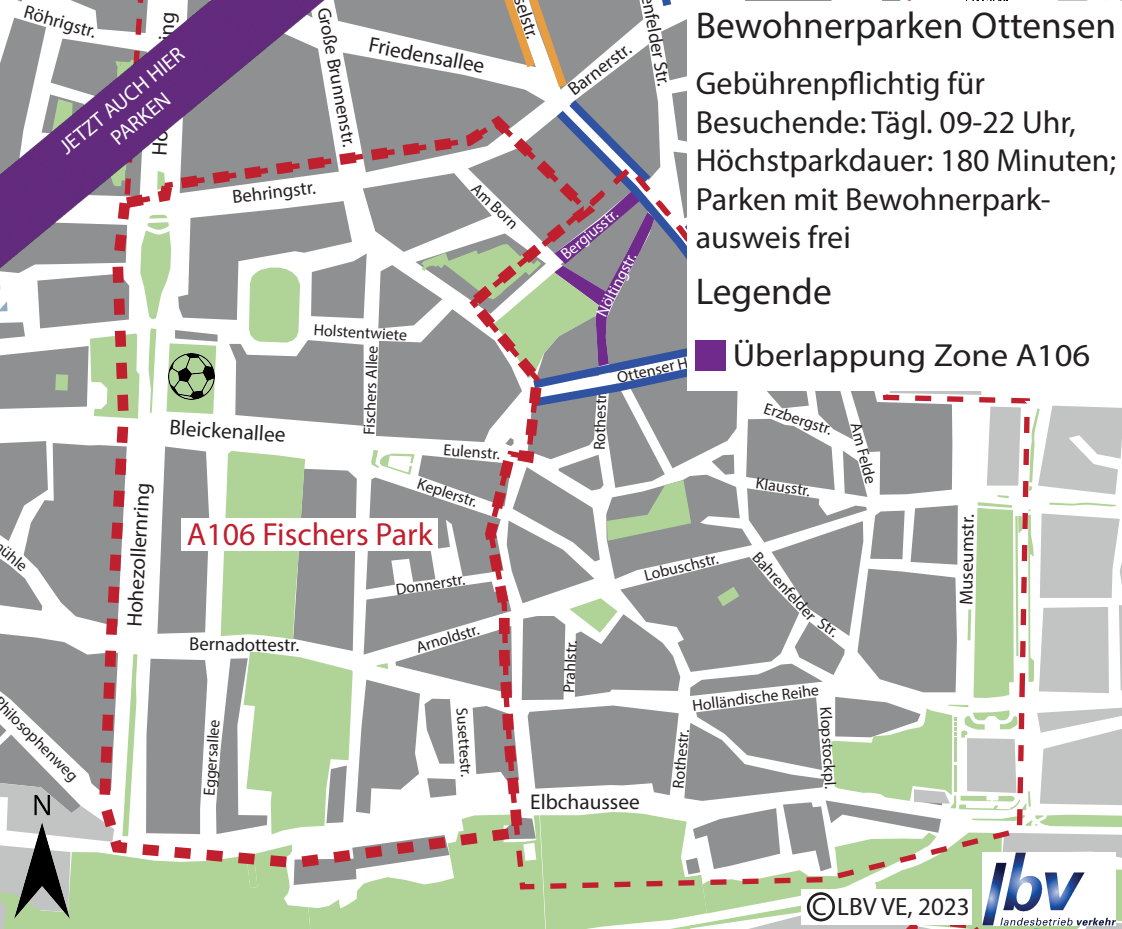 Bewohnerparken Ottensen
Gebührenpflichtig für
Besuchende: Tägl. 09-22 Uhr,
Höchstparkdauer: 180 Minuten;
Parken mit Bewohnerpark-
ausweis frei
Legende
Überlappung Zone A106
Röhrigstr.
JETZT AUCH HIER
PARKEN
Große Brunnenstr.
Friedensallee
Barnerstr.
Behringstr.
Am Born
Bergiusstr.
Nöltingstr.
Holstentwiete
Fischers Allee
Ottenser H
Rothestr.
Erzbergstr.
Am Felde
Bleickenallee
Eulenstr.
Keplerstr.
Klausstr.
A106 Fischers Park
Hohezollernring
Donnerstr.
Lobuschstr.
Bahrenfelder Str.
Museumstr.
Bernadottestr.
Arnoldstr.
Prahlstr.
Holländische Reihe
Klopstockpl.
Philosophenweg
Eggersallee
Susettestr.
Rothestr.
Elbchaussee
N
©LBV VE, 2023
lbv
landesbetrieb verkehr